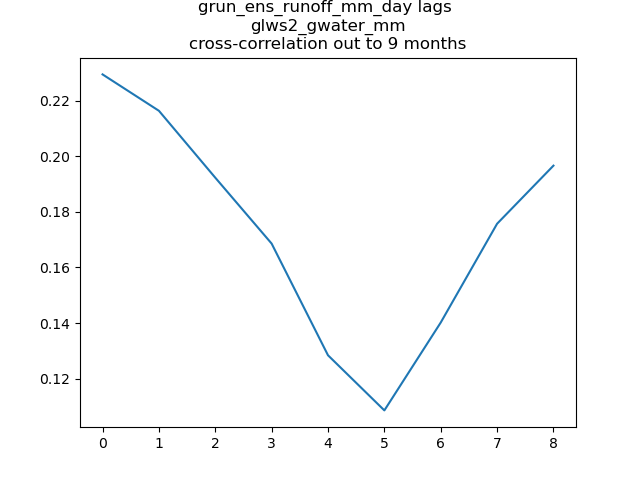 grun_ens_runoff_mm_day lags
glws2_gwater_mm
cross-correlation out to 9 months
0.22
0.20
0.18
0.16
0.14
0.12
0 1 2 3 4 5 6 7 8